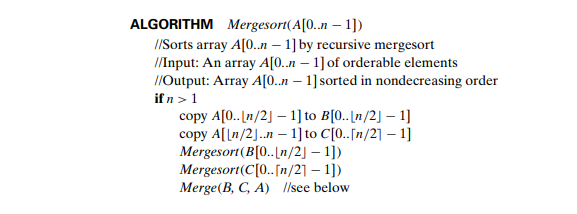 ALGORITHM Mergesort(A[0..n − 1])
//Sorts array A[0..n − 1] by recursive mergesort
//Input: An array A[0..n − 1] of orderable elements
//Output: Array A[0..n − 1] sorted in nondecreasing order
if n > 1
copy A[0..⌊n/2⌋ − 1] to B[0..⌊n/2⌋ − 1]
copy A[⌊n/2⌋..n − 1] to C[0..⌈n/2⌉ − 1]
Mergesort(B[0..⌊n/2⌋ − 1])
Mergesort(C[0..⌈n/2⌉ − 1])
Merge(B, C, A) //see below